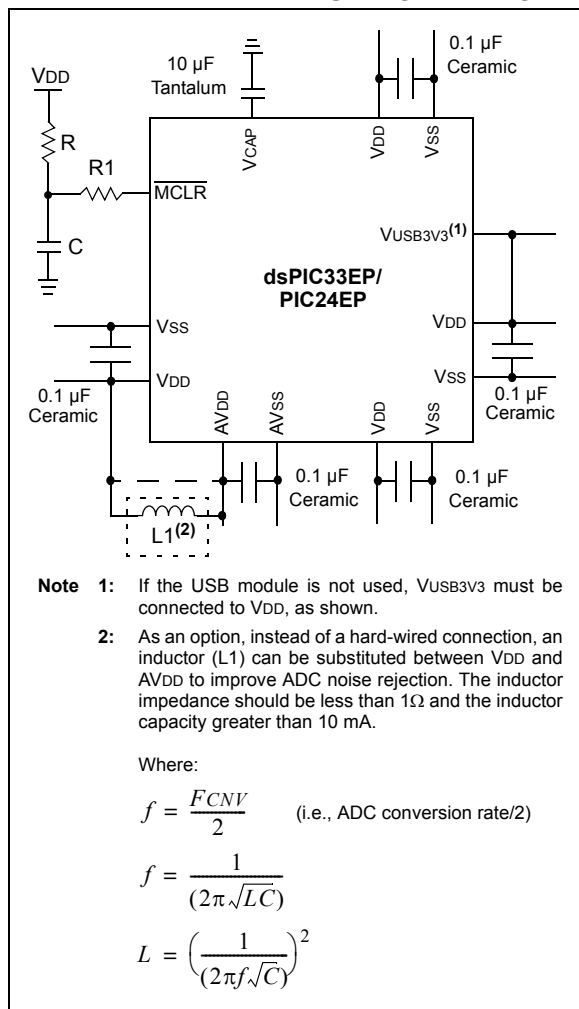 VDD
R
R1
C
10 µF
Tantalum
0.1 µF
Ceramic
VCAP
VDD
VSS
MCLR
VUSB3V3(1)
dsPIC33EP/
PIC24EP
VSS
VDD
VDD
VSS
0.1 µF
Ceramic
0.1 µF
Ceramic
AVDD
AVSS
VDD
VSS
0.1 µF
Ceramic
0.1 µF
Ceramic
L1(2)
Note 1: If the USB module is not used, VUSB3V3 must be
connected to VDD, as shown.
2: As an option, instead of a hard-wired connection, an
inductor (L1) can be substituted between VDD and
AVDD to improve ADC noise rejection. The inductor
impedance should be less than 1Ω and the inductor
capacity greater than 10 mA.
Where:
f = FCNV / 2 (i.e., ADC conversion rate/2)
f = 1 / (2π√LC)
L = (1 / (2πf√C))²